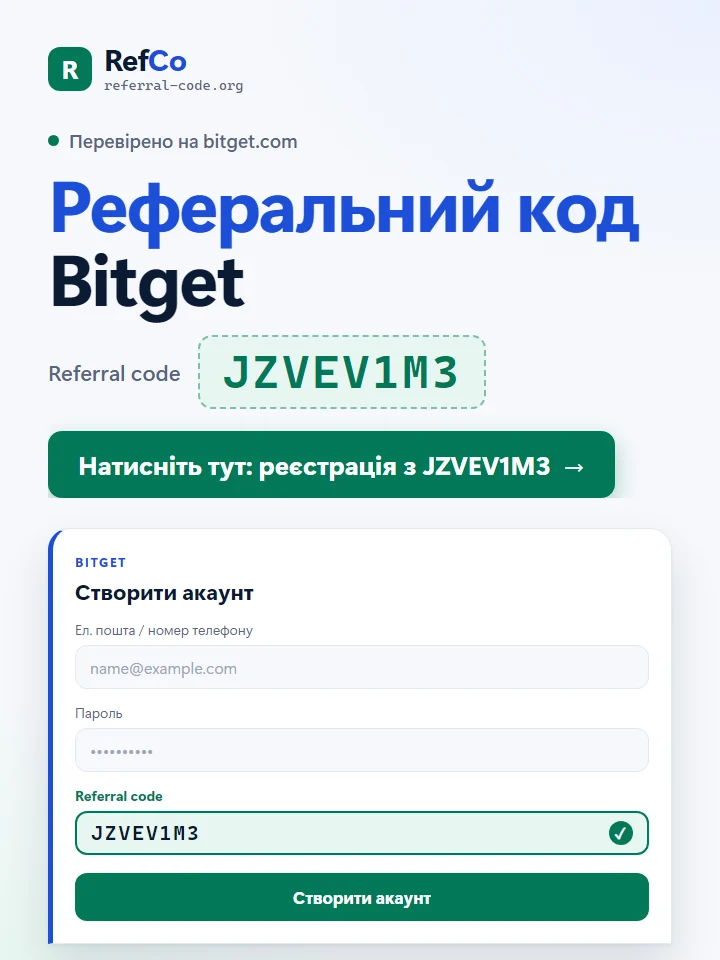 R
RefCo
referral-code.org
Перевірено на bitget.com
Реферальний код
Bitget
Referral code JZVEV1M3
Натисніть тут: реєстрація з JZVEV1M3 →
BITGET
Створити акаунт
Ел. пошта / номер телефону
name@example.com
Пароль
••••••••••
Referral code
JZVEV1M3
Створити акаунт